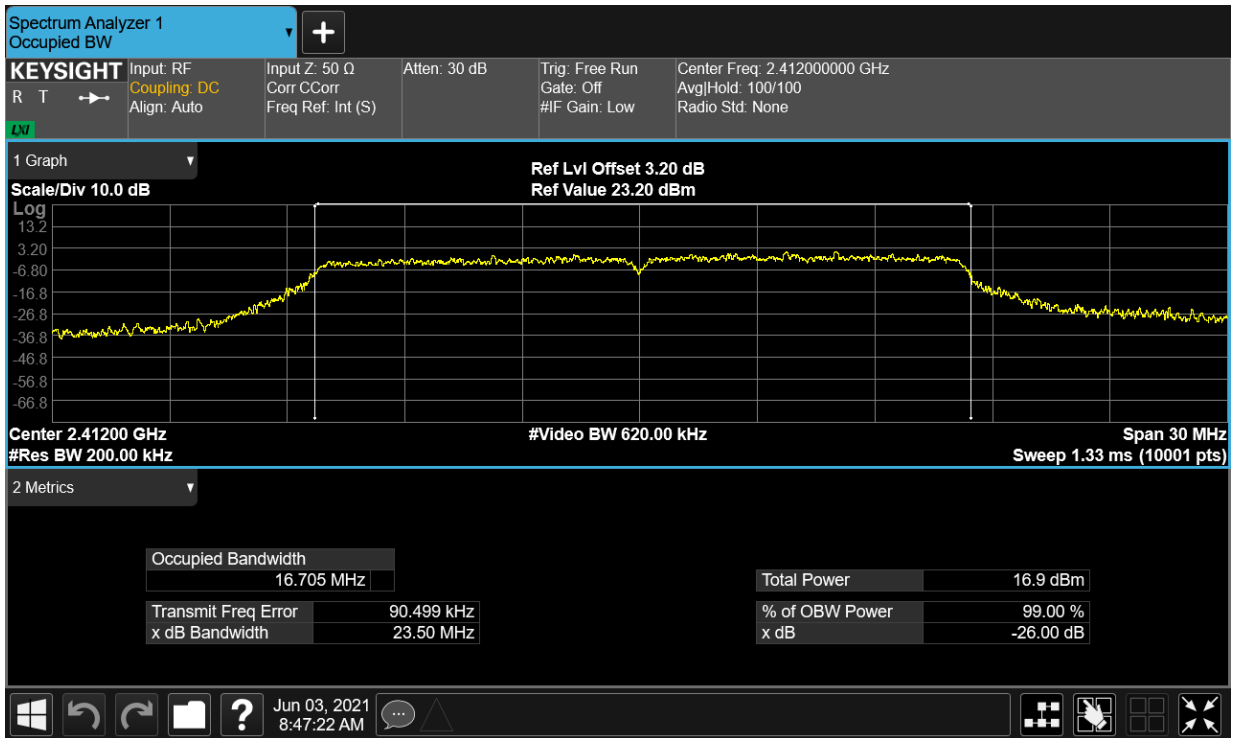 Spectrum Analyzer 1
Occupied BW
KEYSIGHT
R T
LXI
Input: RF
Coupling: DC
Align: Auto
Input Z: 50 Ω
Corr CCorr
Freq Ref: Int (S)
Atten: 30 dB
Trig: Free Run
Gate: Off
#IF Gain: Low
Center Freq: 2.412000000 GHz
Avg|Hold: 100/100
Radio Std: None
1 Graph
Scale/Div 10.0 dB
Ref Lvl Offset 3.20 dB
Ref Value 23.20 dBm
Log
13.2
3.20
-6.80
-16.8
-26.8
-36.8
-46.8
-56.8
-66.8
Center 2.41200 GHz
#Video BW 620.00 kHz
Span 30 MHz
#Res BW 200.00 kHz
Sweep 1.33 ms (10001 pts)
2 Metrics
Occupied Bandwidth
16.705 MHz
Transmit Freq Error 90.499 kHz
x dB Bandwidth 23.50 MHz
Total Power 16.9 dBm
% of OBW Power 99.00 %
x dB -26.00 dB
?
Jun 03, 2021
8:47:22 AM